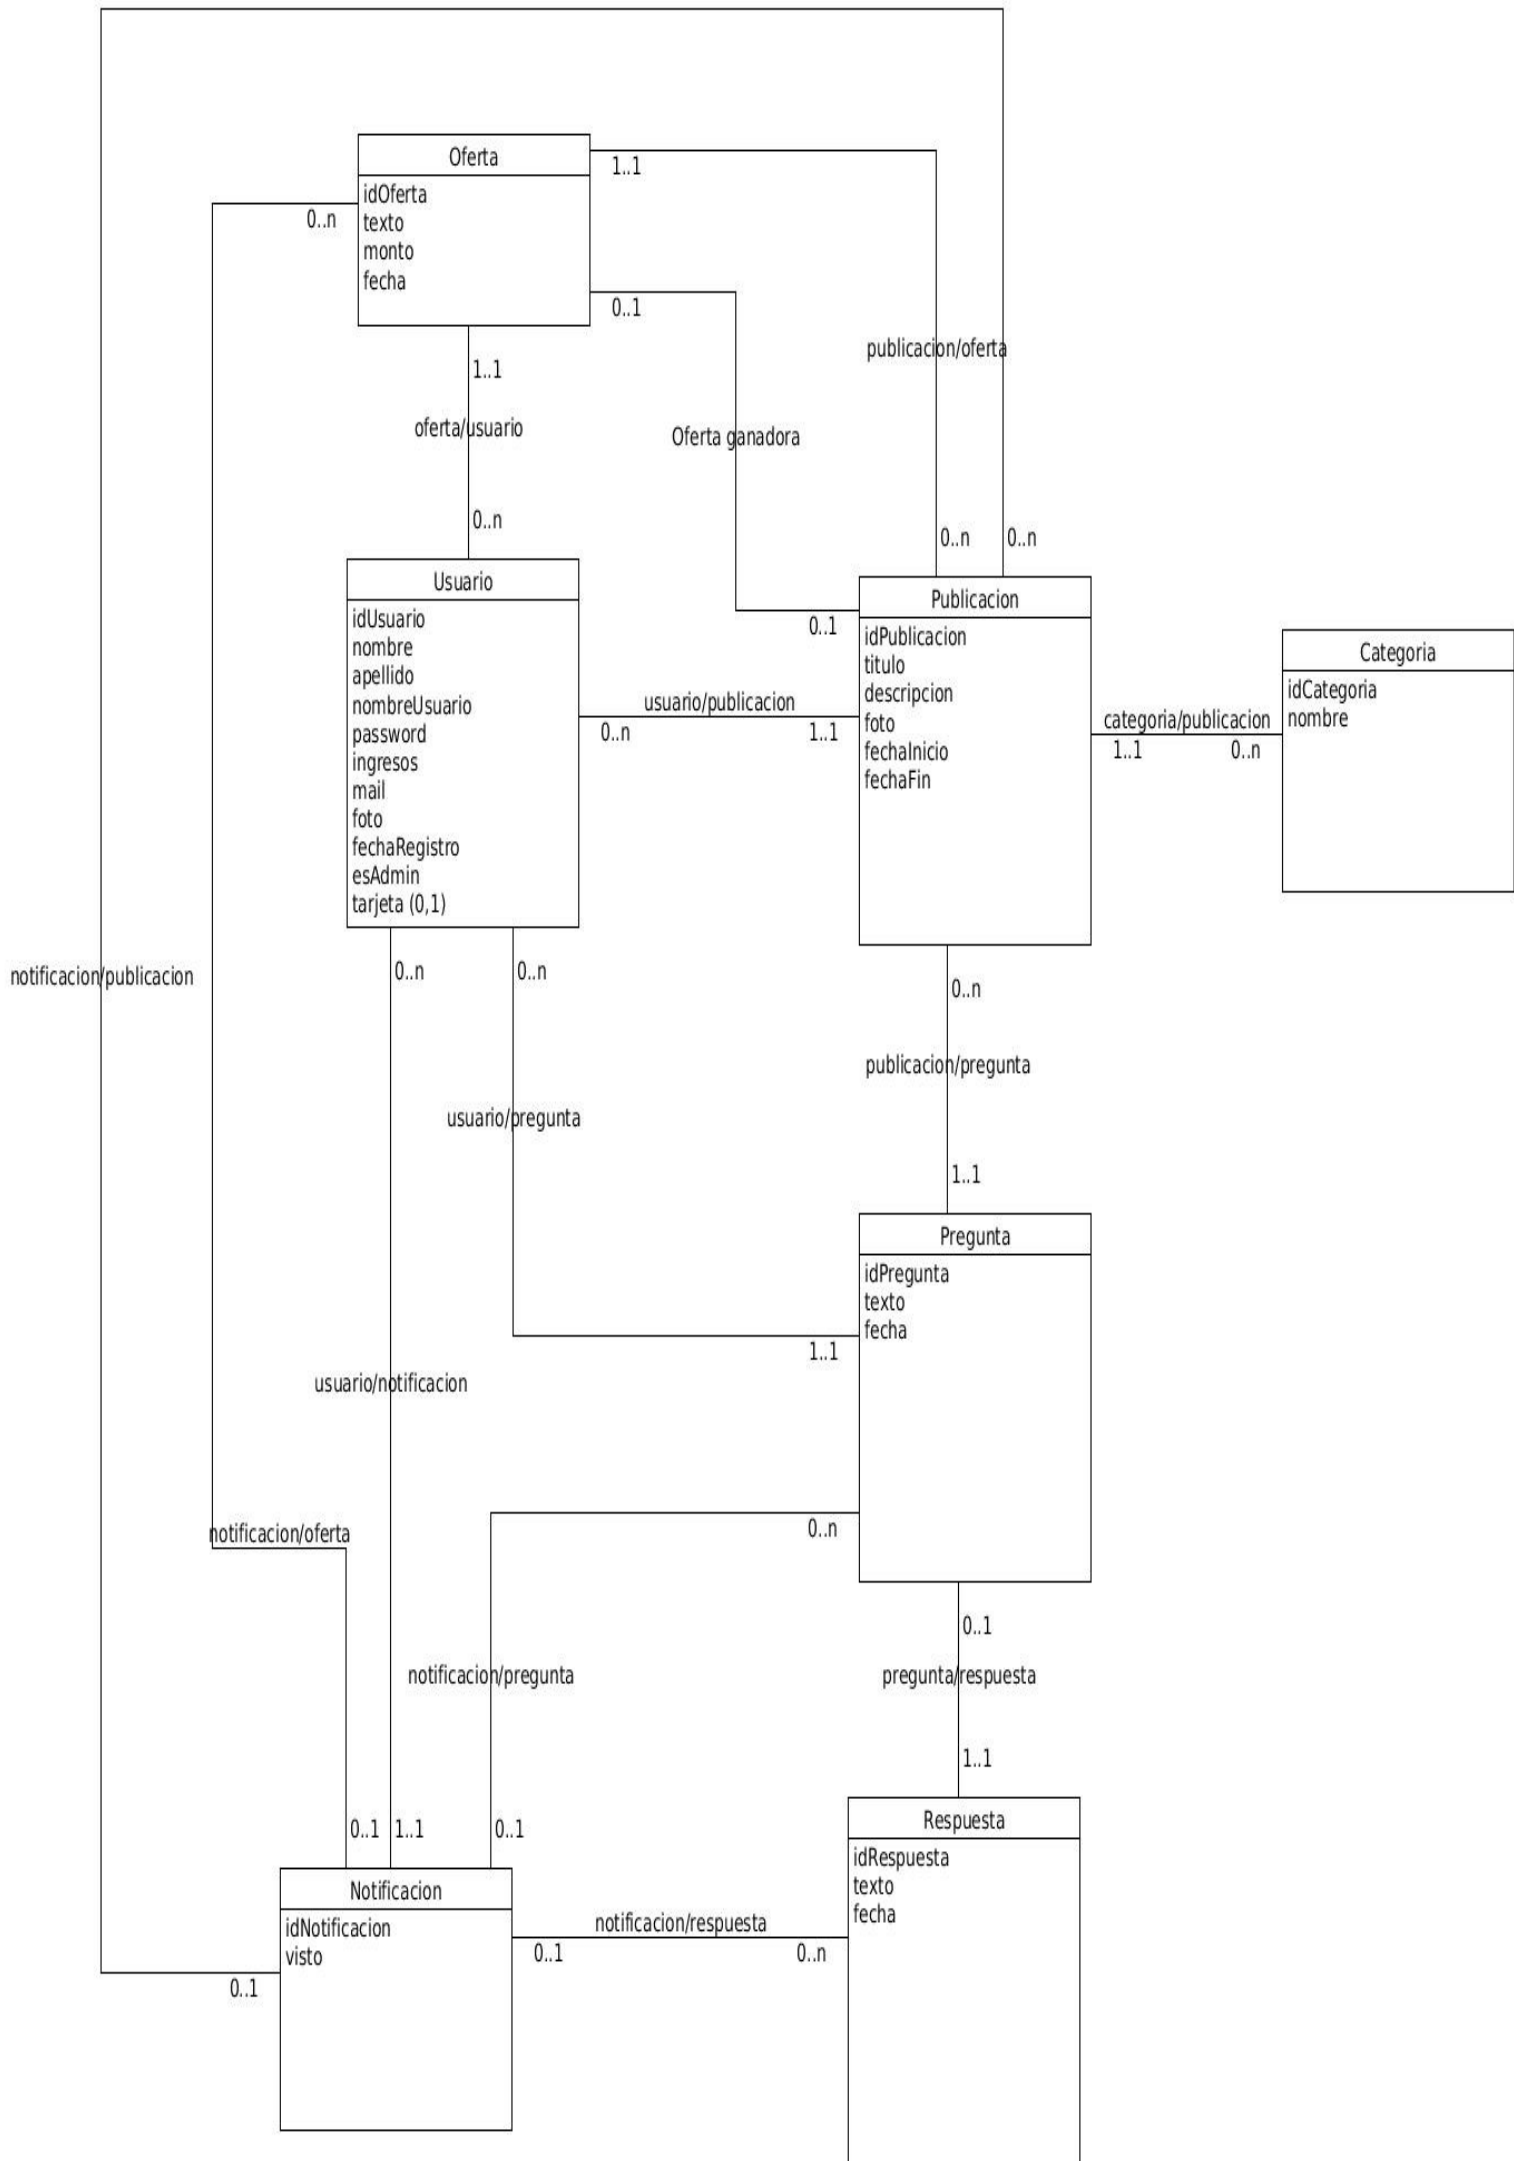 Oferta
idOferta
texto
monto
fecha
1..1
0..n
0..1
publicacion/oferta
1..1
oferta/usuario
Oferta ganadora
0..n
0..n
0..n
Usuario
idUsuario
nombre
apellido
nombreUsuario
password
ingresos
mail
foto
fechaRegistro
esAdmin
tarjeta (0,1)
Publicacion
idPublicacion
titulo
descripcion
foto
fechaInicio
fechaFin
0..1
usuario/publicacion
0..n
1..1
Categoria
idCategoria
nombre
categoria/publicacion
1..1
0..n
notificacion/publicacion
0..n
0..n
0..n
publicacion/pregunta
usuario/pregunta
1..1
Pregunta
idPregunta
texto
fecha
1..1
usuario/notificacion
notificacion/oferta
0..n
0..1
notificacion/pregunta
pregunta/respuesta
1..1
0..1
1..1
0..1
Respuesta
idRespuesta
texto
fecha
Notificacion
idNotificacion
visto
notificacion/respuesta
0..1
0..n
0..1